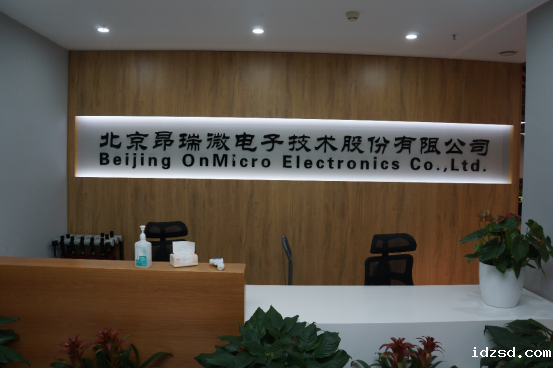 北京昂瑞微电子技术股份有限公司
Beijing OnMicro Electronics Co.,Ltd.
idzsd.com